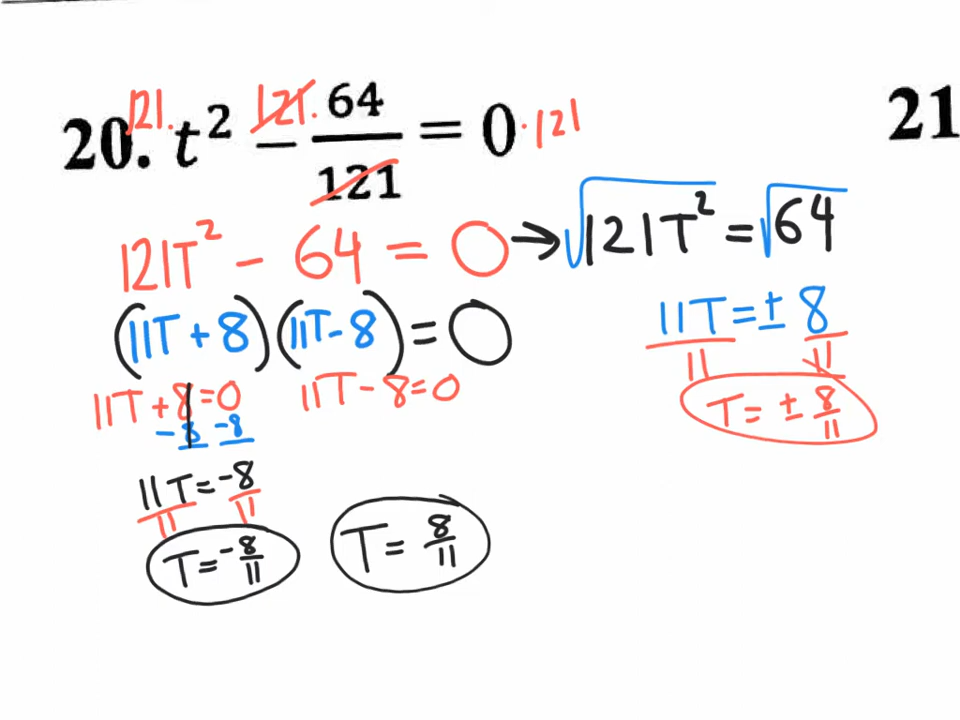 20. 121· t² − 121· 64/121 = 0 ·121
21
121T² − 64 = 0 → √121T² = √64
(11T + 8)(11T - 8) = 0
11T = ± 8
11 11
T = ± 8/11
11T + 8 = 0
- 8 -8
11T = -8
11 11
T = -8/11
11T - 8 = 0
T = 8/11